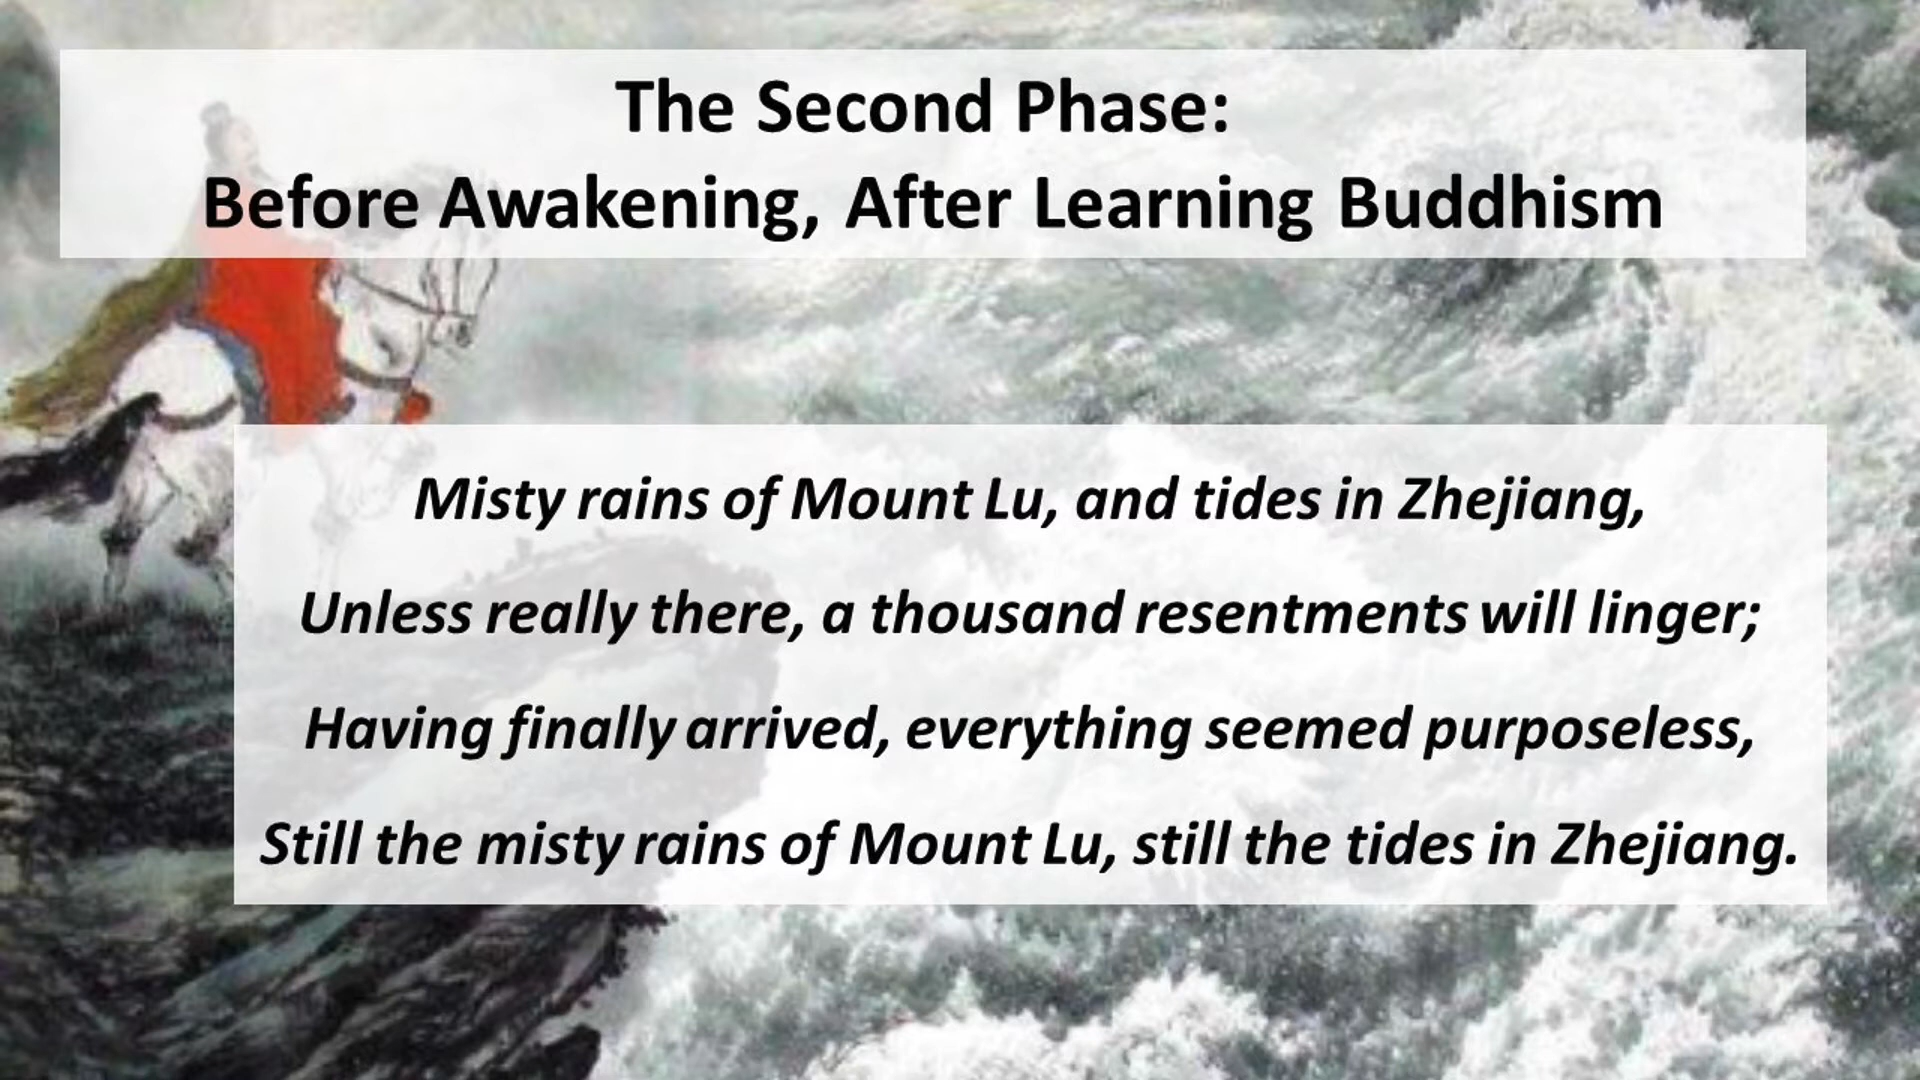 The Second Phase:
Before Awakening, After Learning Buddhism
Misty rains of Mount Lu, and tides in Zhejiang,
Unless really there, a thousand resentments will linger;
Having finally arrived, everything seemed purposeless,
Still the misty rains of Mount Lu, still the tides in Zhejiang.